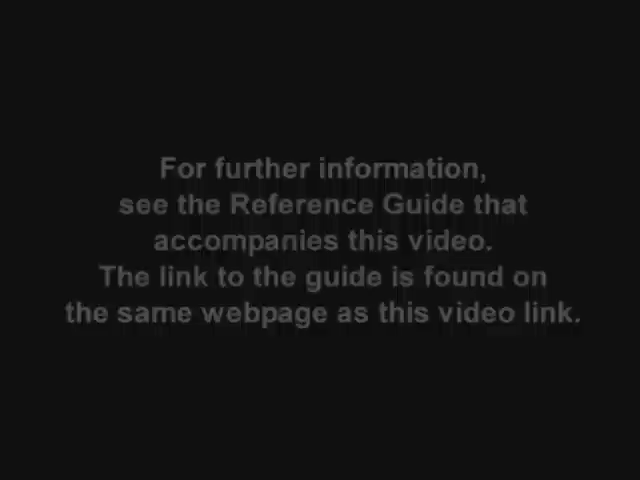 For further information,
see the Reference Guide that
accompanies this video.
The link to the guide is found on
the same webpage as this video link.